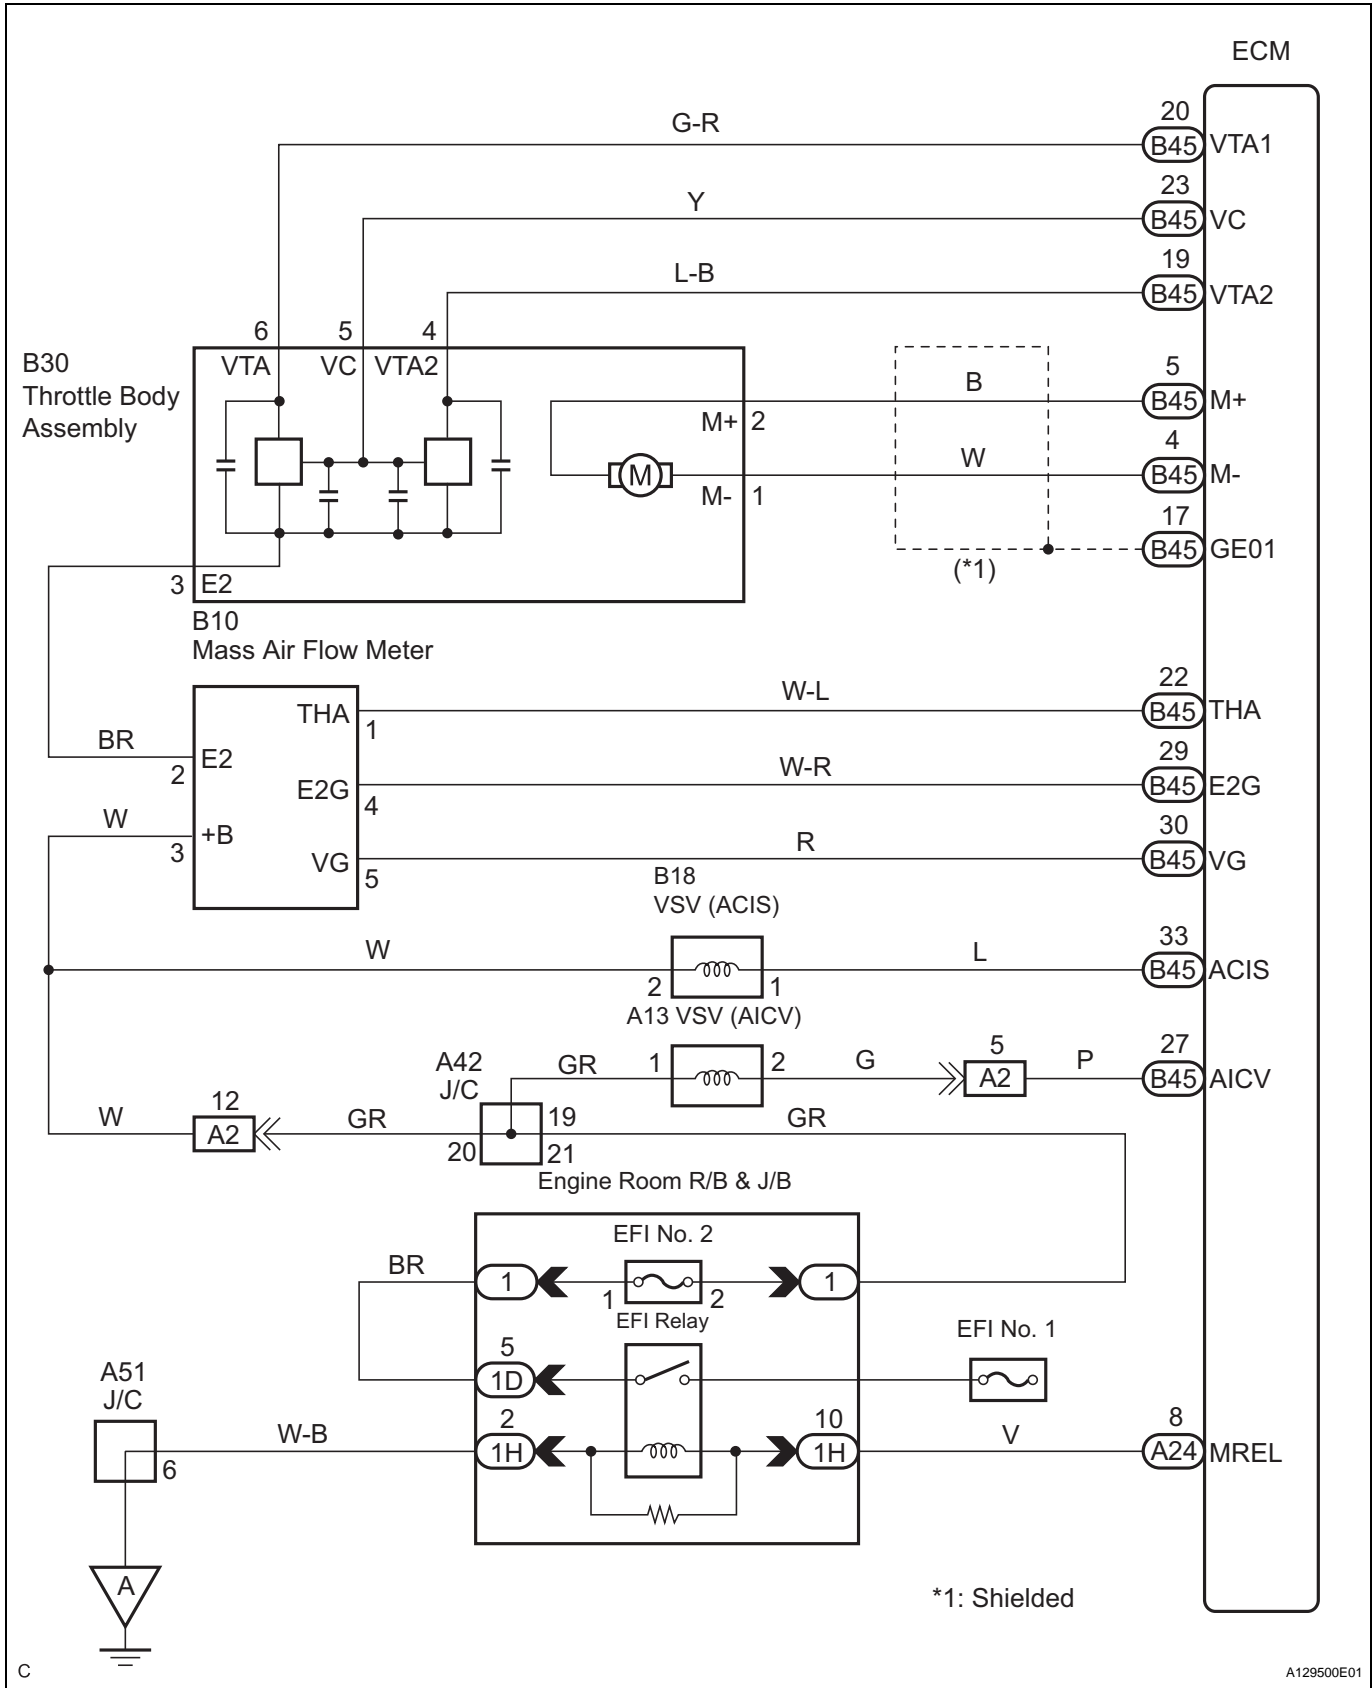 ECM
20
G-R
B45 VTA1
23
Y
B45 VC
19
L-B
B45 VTA2
6 5 4
B30
Throttle Body
Assembly
VTA VC VTA2
5
B
M+ 2
B45 M+
4
W
M
M- 1
B45 M-
17
B45 GE01
(*1)
3 E2
B10
Mass Air Flow Meter
22
W-L
THA 1
B45 THA
29
BR
2 E2
W-R
E2G 4
B45 E2G
30
W
3 +B
R
VG 5
B45 VG
B18
VSV (ACIS)
33
W
L
B45 ACIS
2 1
A13 VSV (AICV)
27
A42
J/C
GR
1 2
G
5
A2
P
B45 AICV
12
W
A2
GR
19
GR
20 21
Engine Room R/B & J/B
EFI No. 2
BR
1 1
1 2
EFI Relay
EFI No. 1
5
1D
A51
J/C
2
10
8
W-B
1H 1H
V
A24 MREL
6
A
*1: Shielded
C
A129500E01